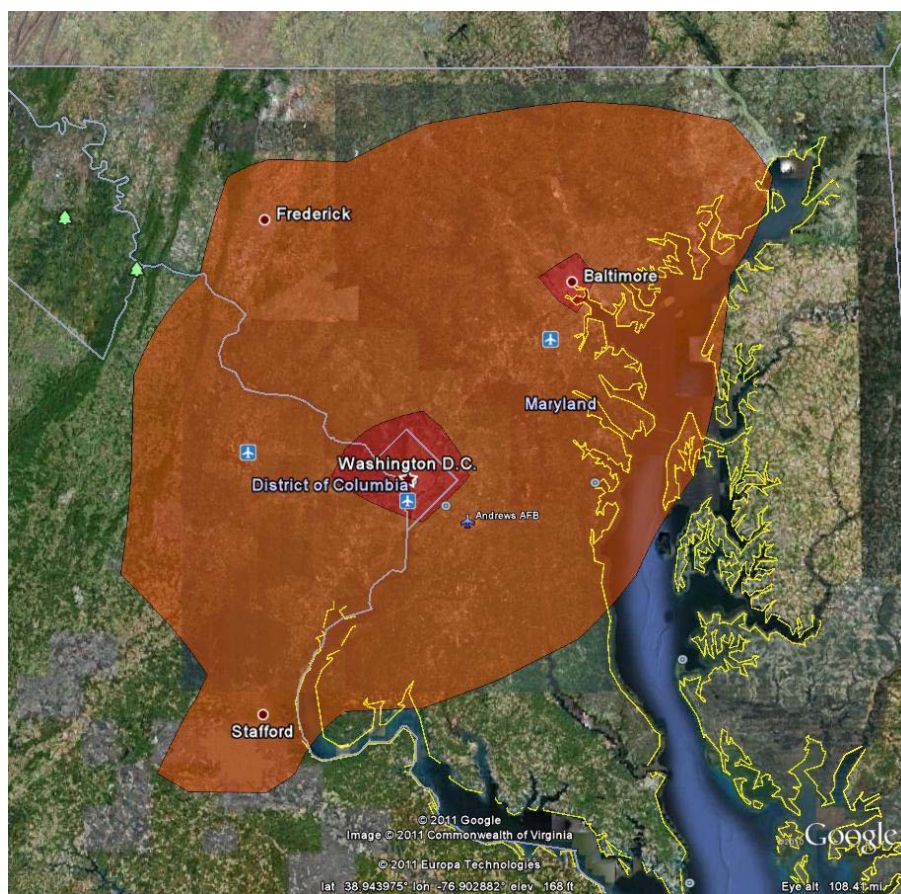 Frederick
Baltimore
Maryland
Washington D.C.
District of Columbia
Andrews AFB
Stafford
© 2011 Google
Image © 2011 Commonwealth of Virginia
© 2011 Europa Technologies
Google
lat 38.943975° lon -76.902882° elev 168 ft
Eye alt 108.41 mi